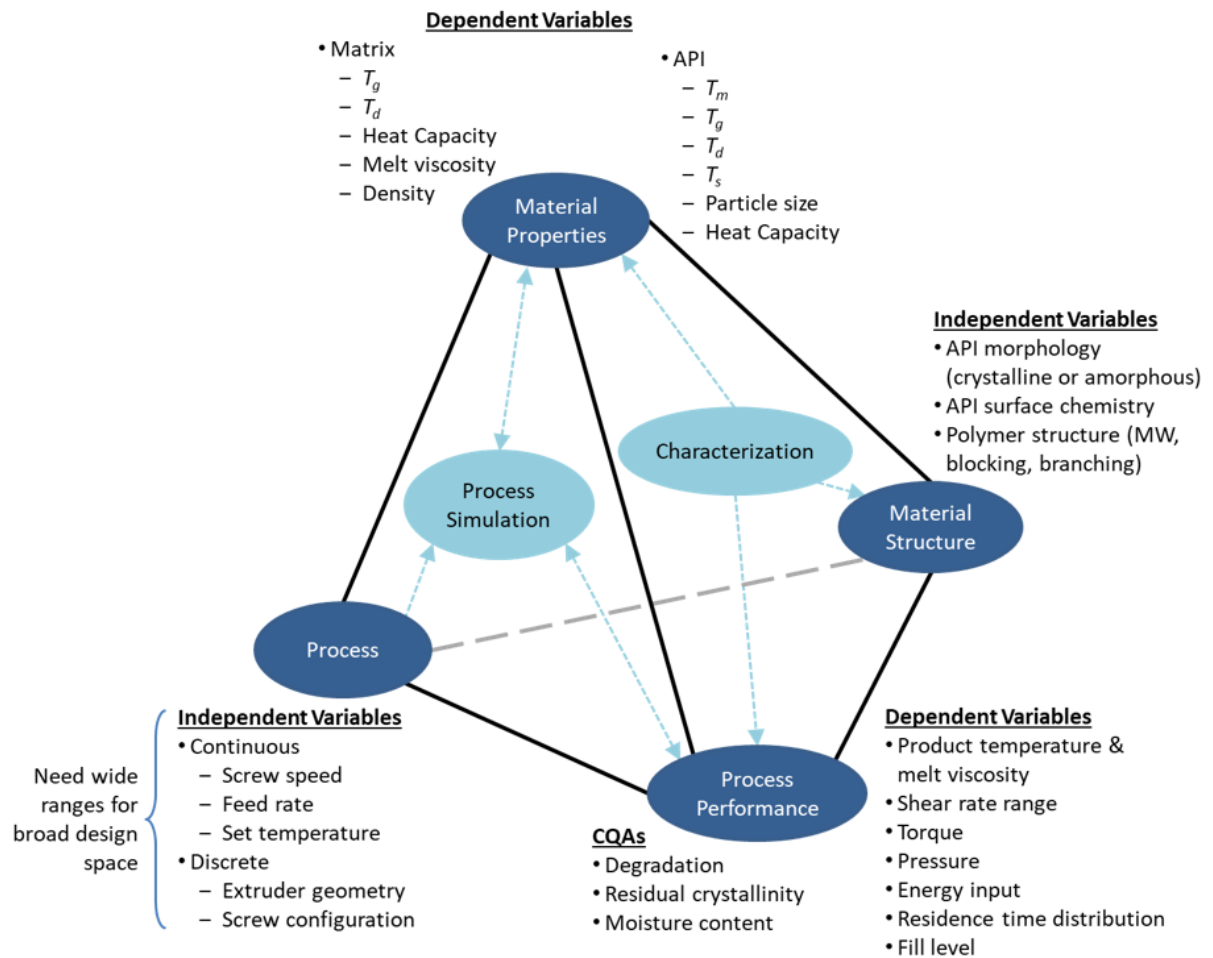 Dependent Variables
• Matrix
– Tg
– Td
– Heat Capacity
– Melt viscosity
– Density
• API
– Tm
– Tg
– Td
– Ts
– Particle size
– Heat Capacity
Material
Properties
Independent Variables
• API morphology
(crystalline or amorphous)
• API surface chemistry
• Polymer structure (MW,
blocking, branching)
Characterization
Process
Simulation
Material
Structure
Process
Need wide
ranges for
broad design
space
Independent Variables
• Continuous
– Screw speed
– Feed rate
– Set temperature
• Discrete
– Extruder geometry
– Screw configuration
Process
Performance
CQAs
• Degradation
• Residual crystallinity
• Moisture content
Dependent Variables
• Product temperature &
melt viscosity
• Shear rate range
• Torque
• Pressure
• Energy input
• Residence time distribution
• Fill level